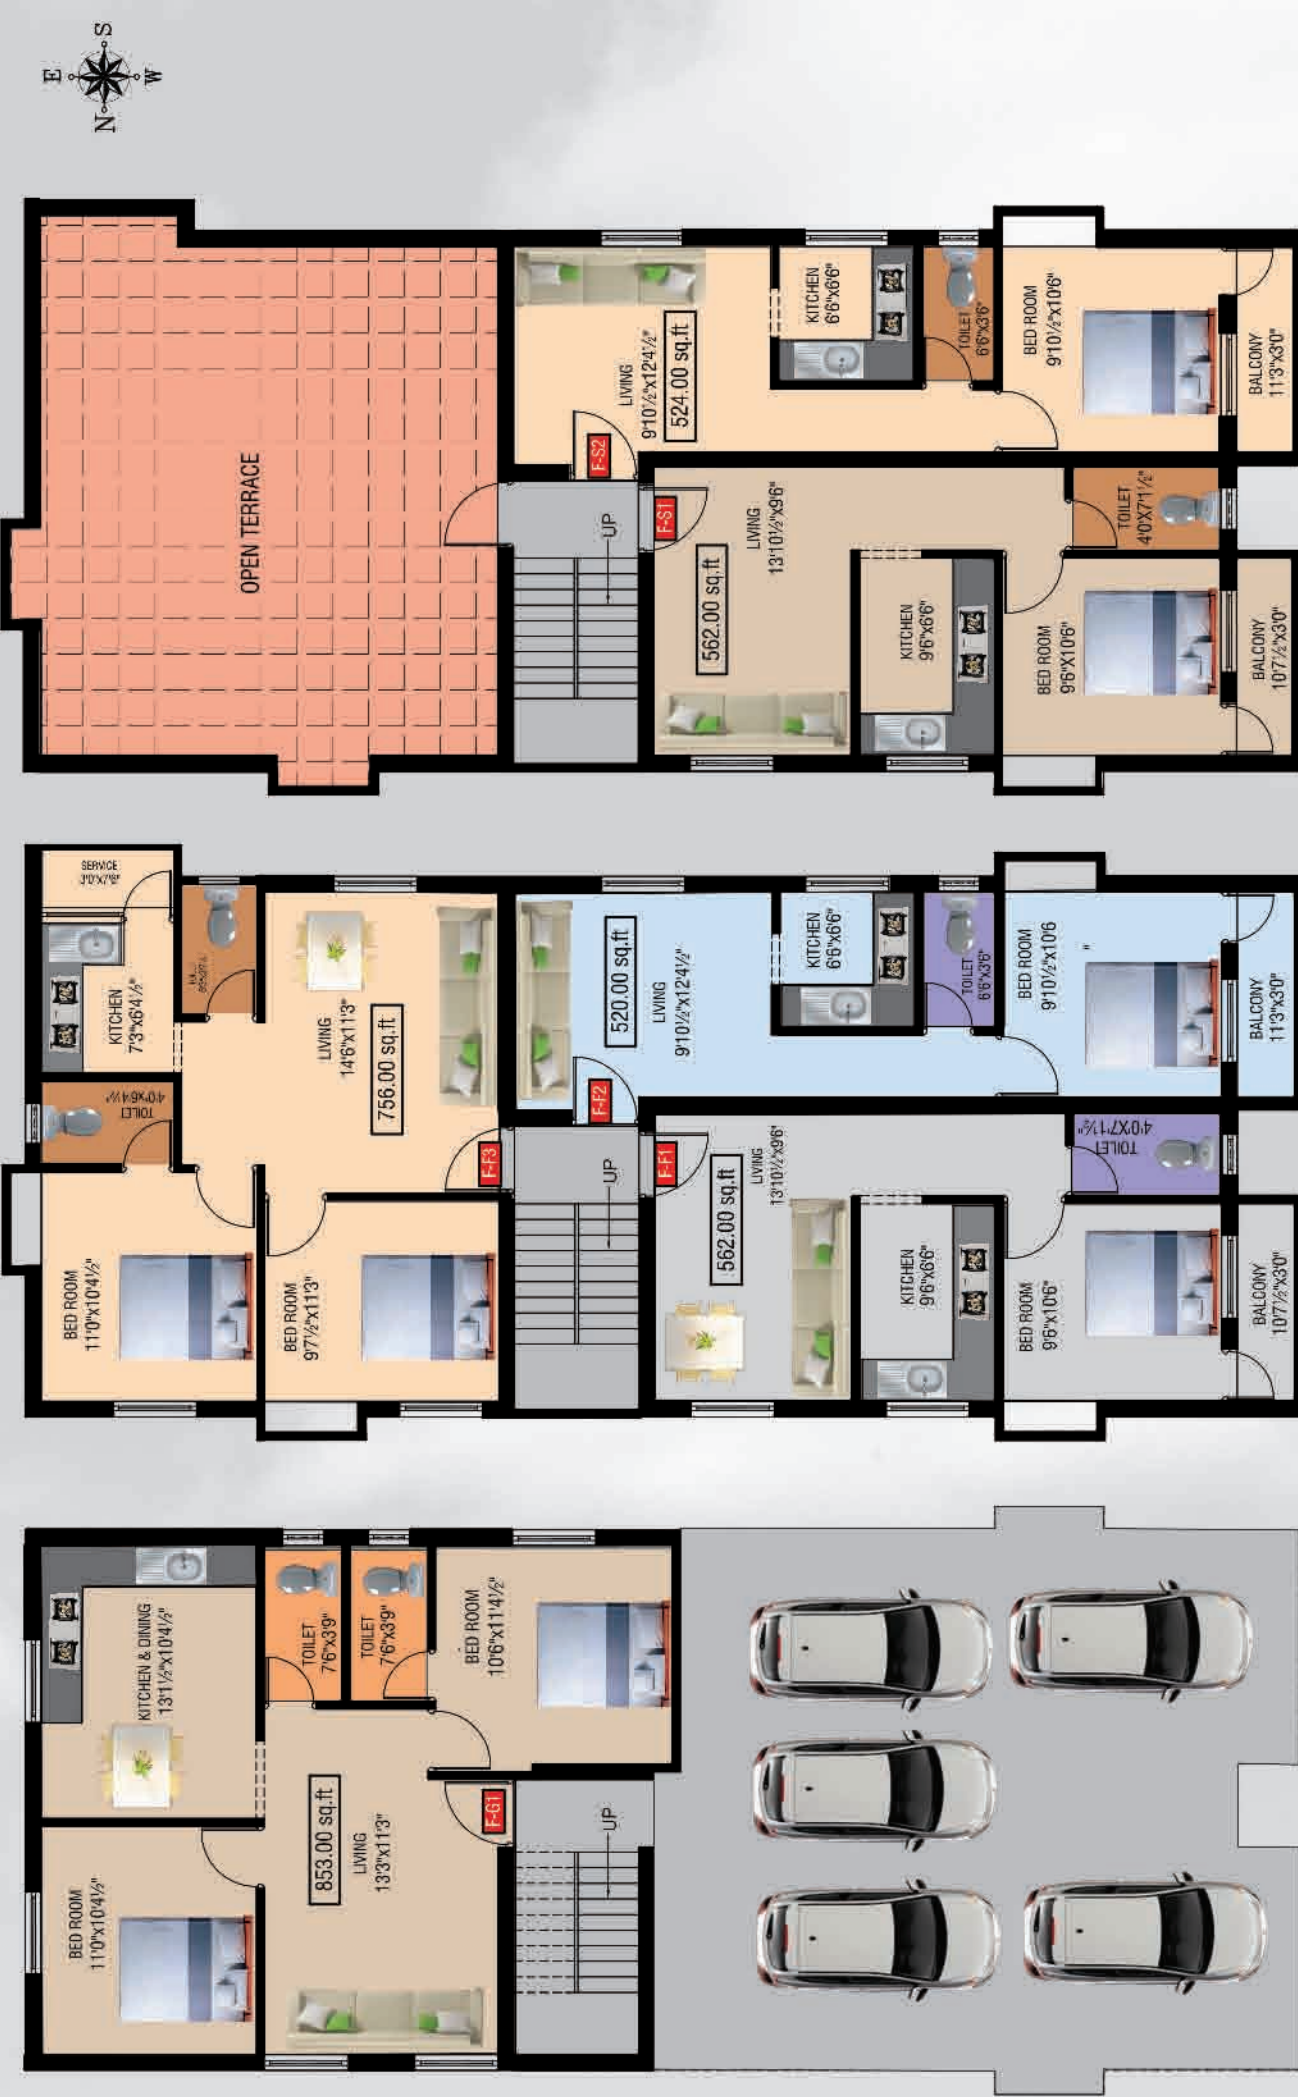 S
E
W
N
OPEN TERRACE
LIVING
9'10½"x12'4½"
524.00 sq.ft
F-S2
KITCHEN
6'6"x6'6"
TOILET
6'6"x3'6"
BED ROOM
9'10½"x10'6"
BALCONY
11'3"x3'0"
UP
F-S1
LIVING
13'10½"x9'6"
562.00 sq.ft
KITCHEN
9'6"x6'6"
TOILET
4'0"X7'1½"
BED ROOM
9'6"X10'6"
BALCONY
10'7½"x3'0"
SERVICE
3'0"X7'8"
KITCHEN
7'3"x6'4½"
TOILET
4'0"x6'4½"
LIVING
14'6"x11'3"
756.00 sq.ft
F-F3
BED ROOM
11'0"x10'4½"
BED ROOM
9'7½"x11'3"
520.00 sq.ft
LIVING
9'10½"x12'4½"
F-F2
KITCHEN
6'6"x6'6"
TOILET
6'6"x3'6"
BED ROOM
9'10½"x10'6
"
BALCONY
11'3"x3'0"
UP
F-F1
562.00 sq.ft
LIVING
13'10½"x9'6"
KITCHEN
9'6"x6'6"
TOILET
4'0"X7'1½"
BED ROOM
9'6"x10'6"
BALCONY
10'7½"x3'0"
KITCHEN & DINING
13'1½"x10'4½"
TOILET
7'6"x3'9"
TOILET
7'6"x3'9"
BED ROOM
10'6"x11'4½"
BED ROOM
11'0"x10'4½"
853.00 sq.ft
LIVING
13'3"x11'3"
F-G1
UP